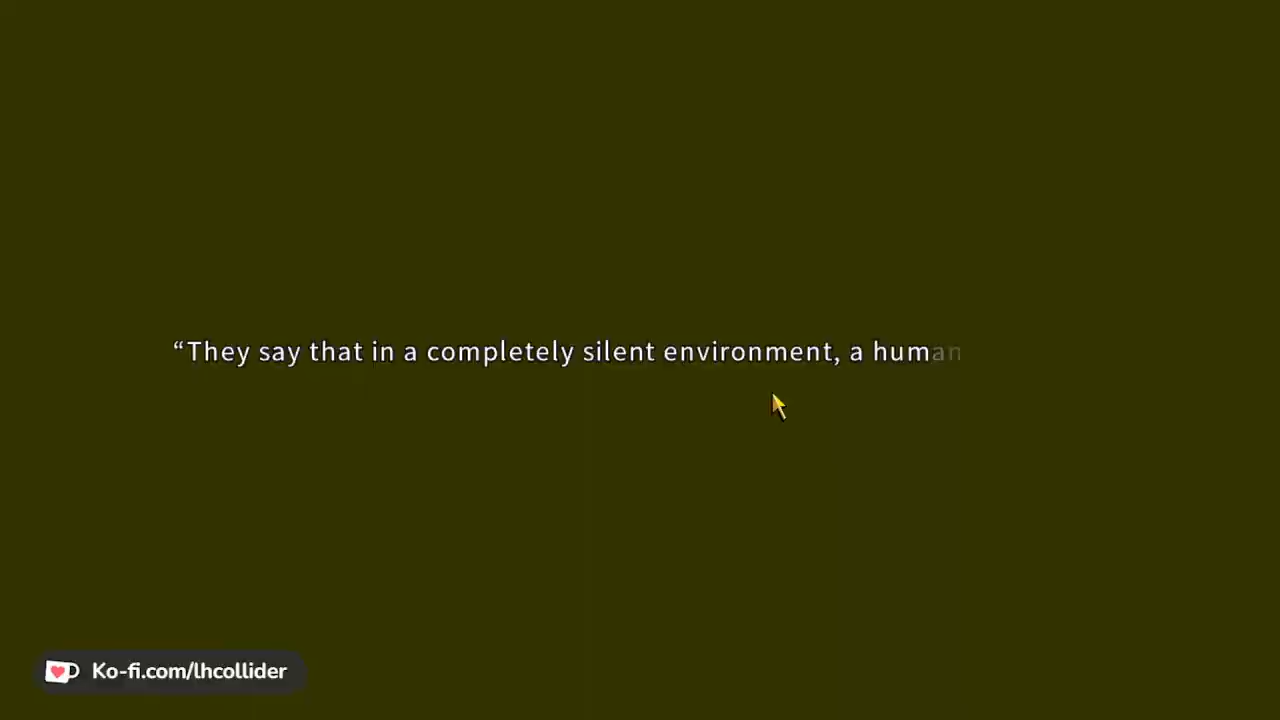 “They say that in a completely silent environment, a human
Ko-fi.com/lhcollider